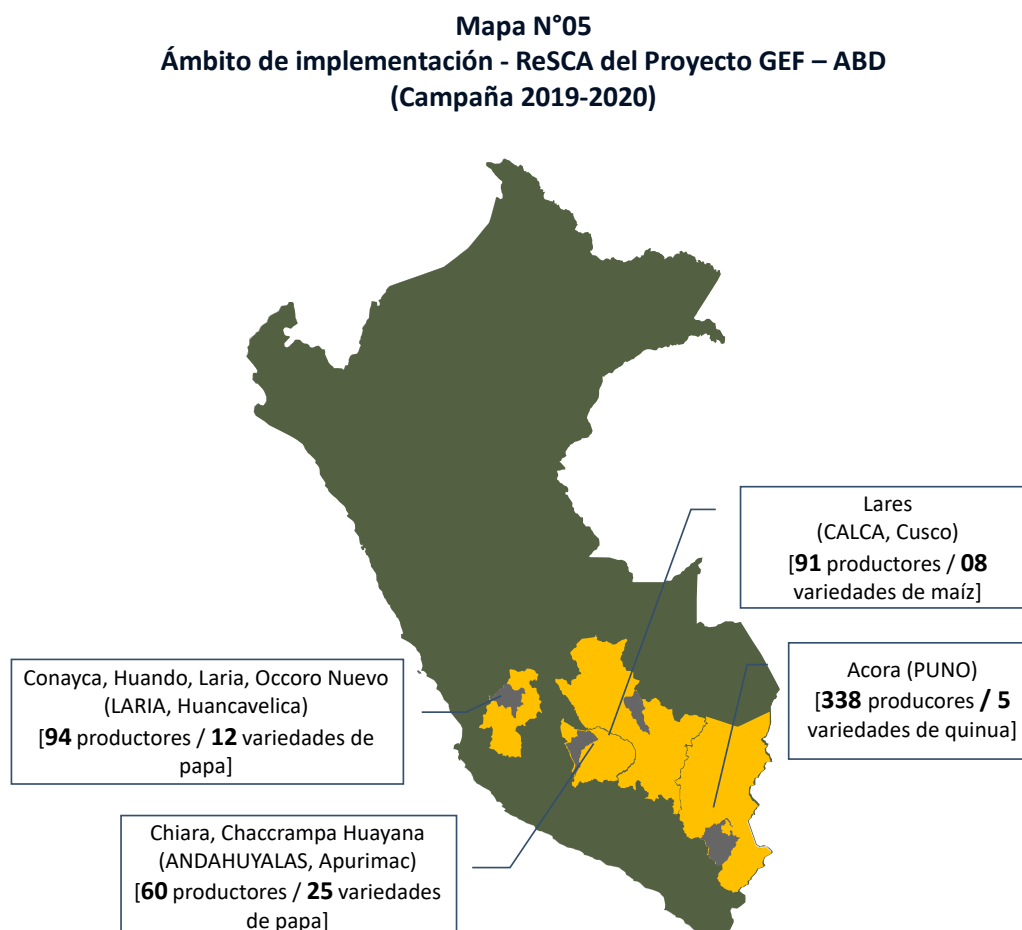 Mapa N°05
Ámbito de implementación - ReSCA del Proyecto GEF – ABD
(Campaña 2019-2020)
Lares
(CALCA, Cusco)
[91 productores / 08
variedades de maíz]
Acora (PUNO)
[338 producores / 5
variedades de quinua]
Conayca, Huando, Laria, Occoro Nuevo
(LARIA, Huancavelica)
[94 productores / 12 variedades de
papa]
Chiara, Chaccrampa Huayana
(ANDAHUYALAS, Apurimac)
[60 productores / 25 variedades
de papa]